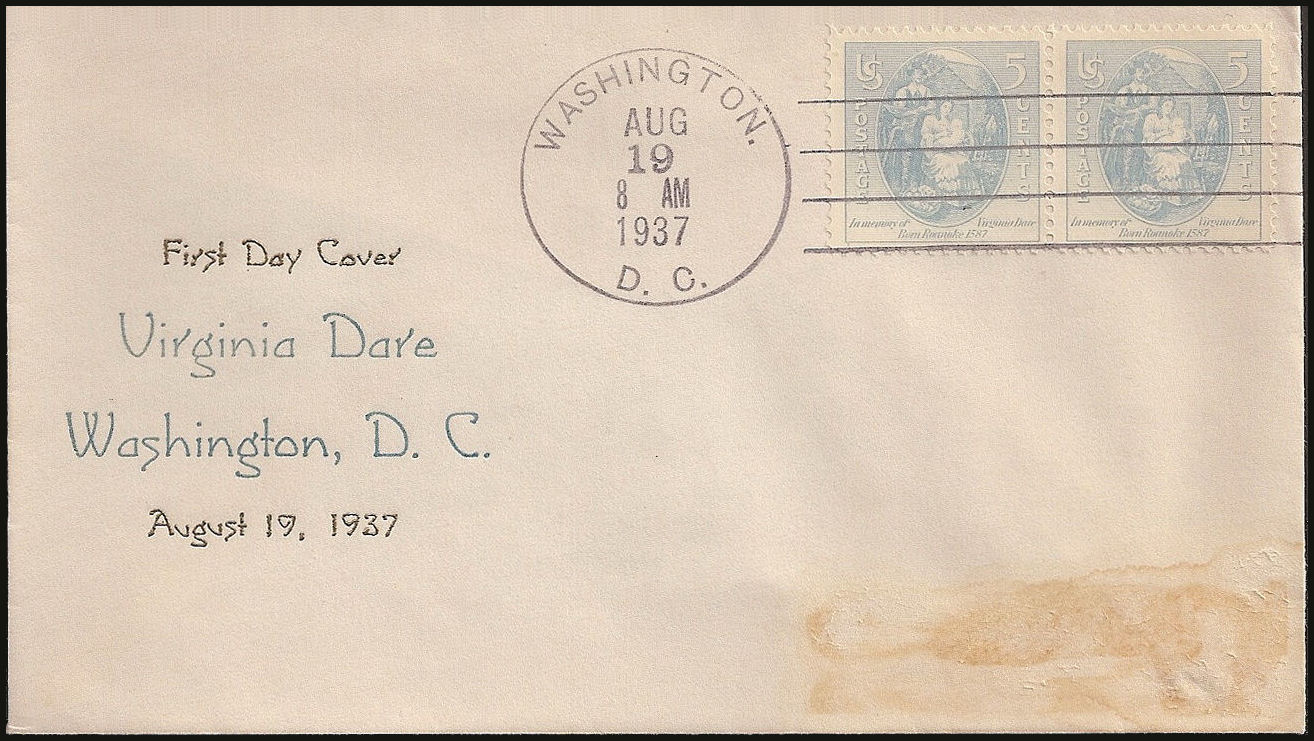 WASHINGTON.
AUG
19
8 AM
1937
D. C.
US 5
POSTAGE
CENTS
In memory of Virginia Dare
Born Roanoke 1587
US 5
POSTAGE
CENTS
In memory of Virginia Dare
Born Roanoke 1587
First Day Cover
Virginia Dare
Washington, D. C.
August 19, 1937